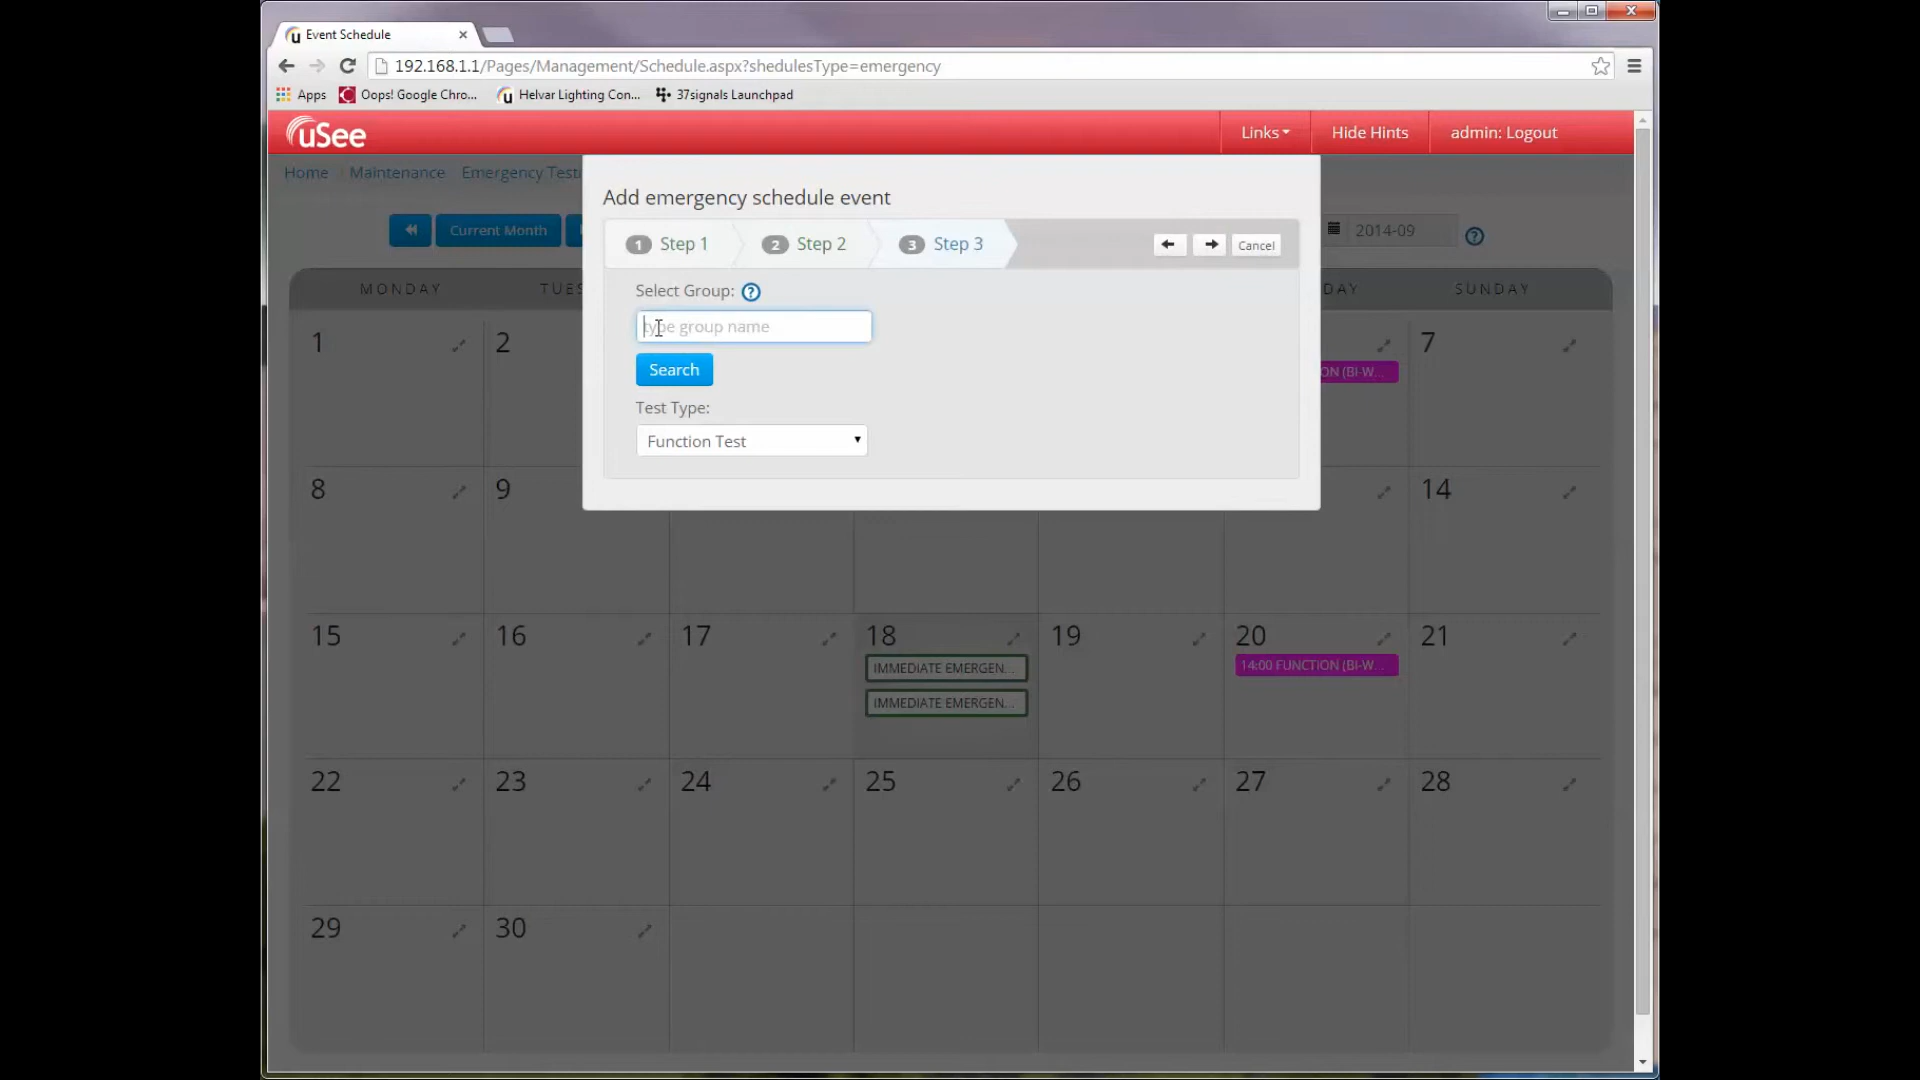 Event Schedule
192.168.1.1/Pages/Management/Schedule.aspx?shedulesType=emergency
Apps Oops! Google Chro... Helvar Lighting Con... 37signals Launchpad
uSee Links Hide Hints admin: Logout
Home Maintenance Emergency Testi
Add emergency schedule event
Current Month 2014-09
1 Step 1 2 Step 2 3 Step 3 Cancel
Select Group:
type group name
Search
Test Type:
Function Test
MONDAY TUES DAY SUNDAY
1 2 7
ON (BI-W...
8 9 14
15 16 17 18 19 20 21
IMMEDIATE EMERGEN... 14:00 FUNCTION (BI-W...
IMMEDIATE EMERGEN...
22 23 24 25 26 27 28
29 30